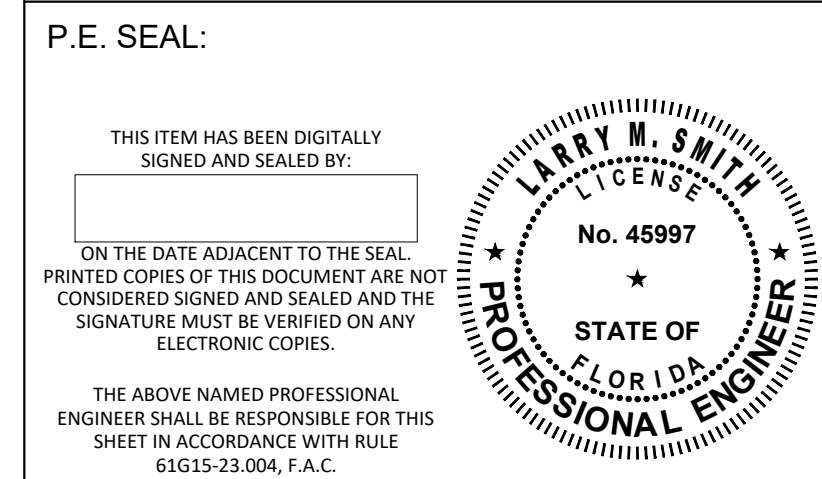 P.E. SEAL:
THIS ITEM HAS BEEN DIGITALLY
SIGNED AND SEALED BY:
ON THE DATE ADJACENT TO THE SEAL.
PRINTED COPIES OF THIS DOCUMENT ARE NOT
CONSIDERED SIGNED AND SEALED AND THE
SIGNATURE MUST BE VERIFIED ON ANY
ELECTRONIC COPIES.
THE ABOVE NAMED PROFESSIONAL
ENGINEER SHALL BE RESPONSIBLE FOR THIS
SHEET IN ACCORDANCE WITH RULE
61G15-23.004, F.A.C.
LARRY M. SMITH
LICENSE
No. 45997
STATE OF
FLORIDA
PROFESSIONAL ENGINEER